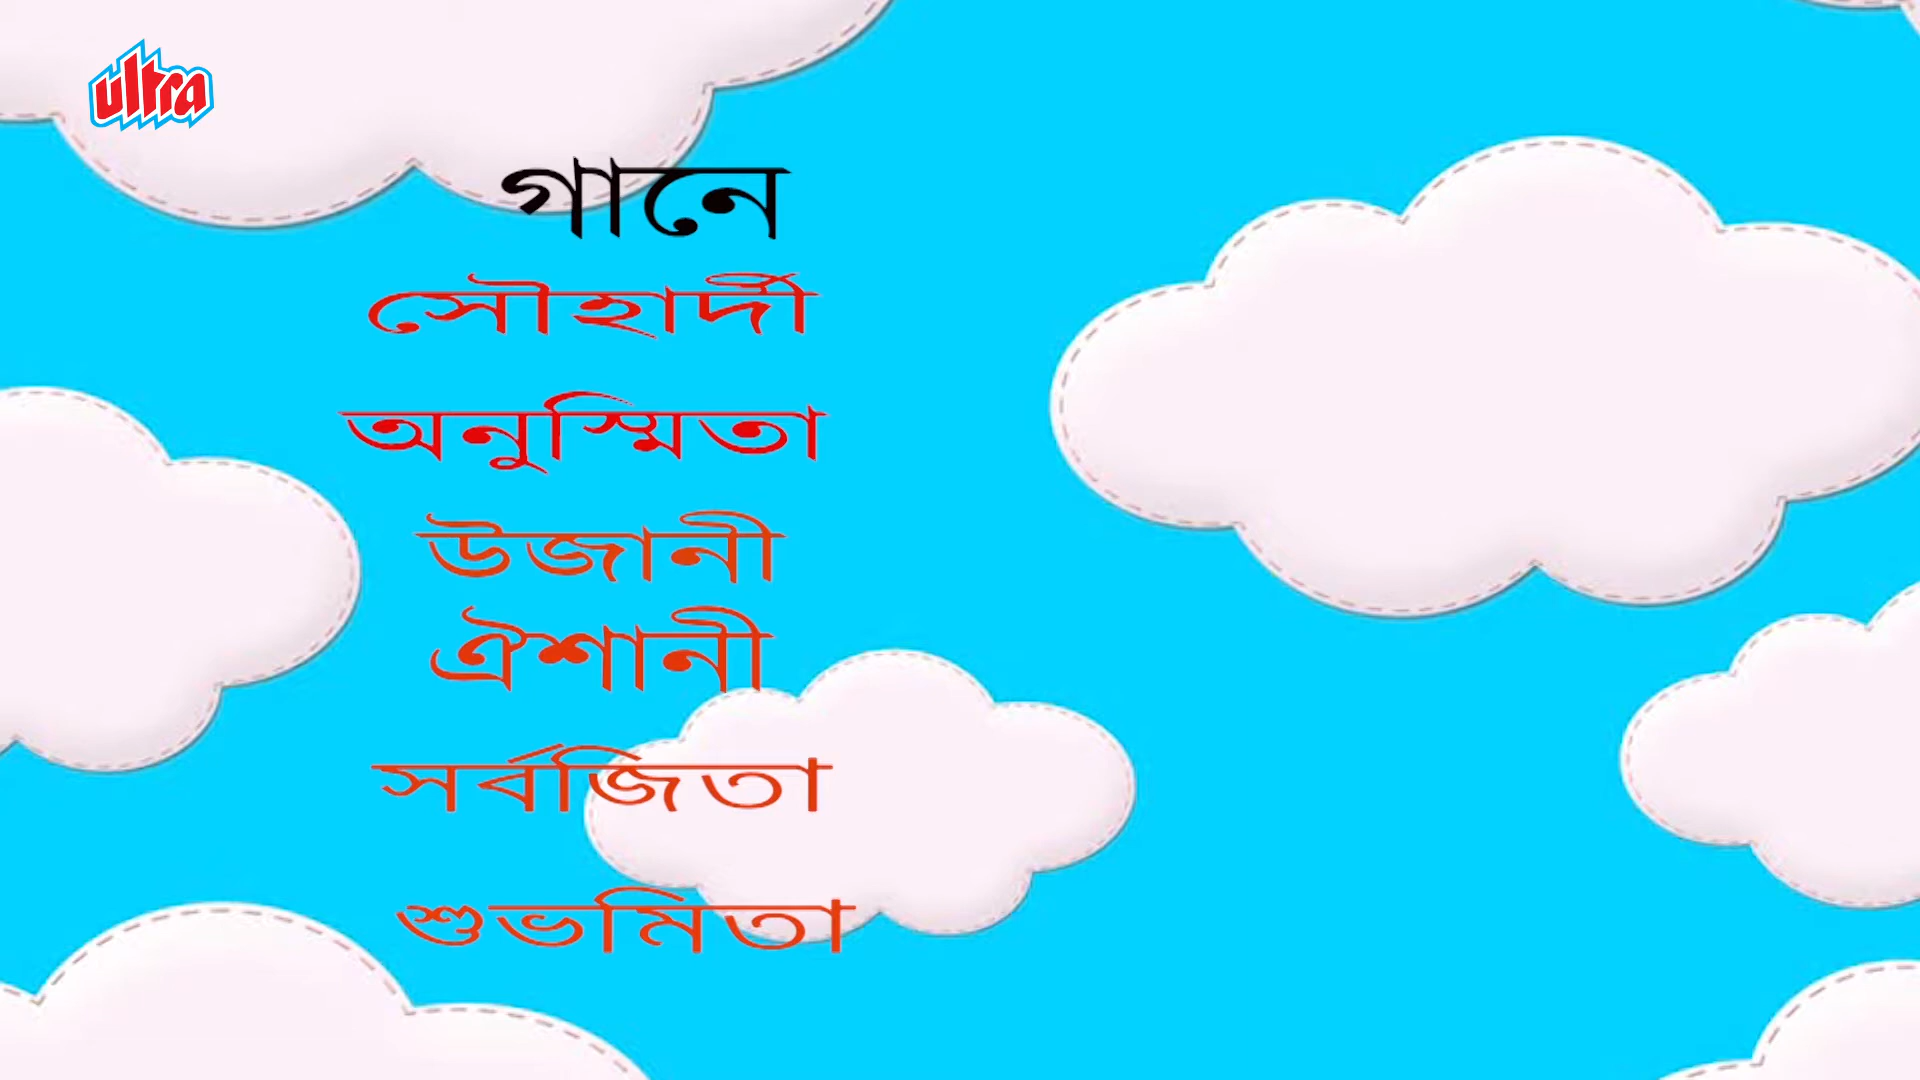 ultra
গানে
সৌহার্দী
অনুস্মিতা
উজানী
ঐশানী
সর্বজিতা
শুভমিতা